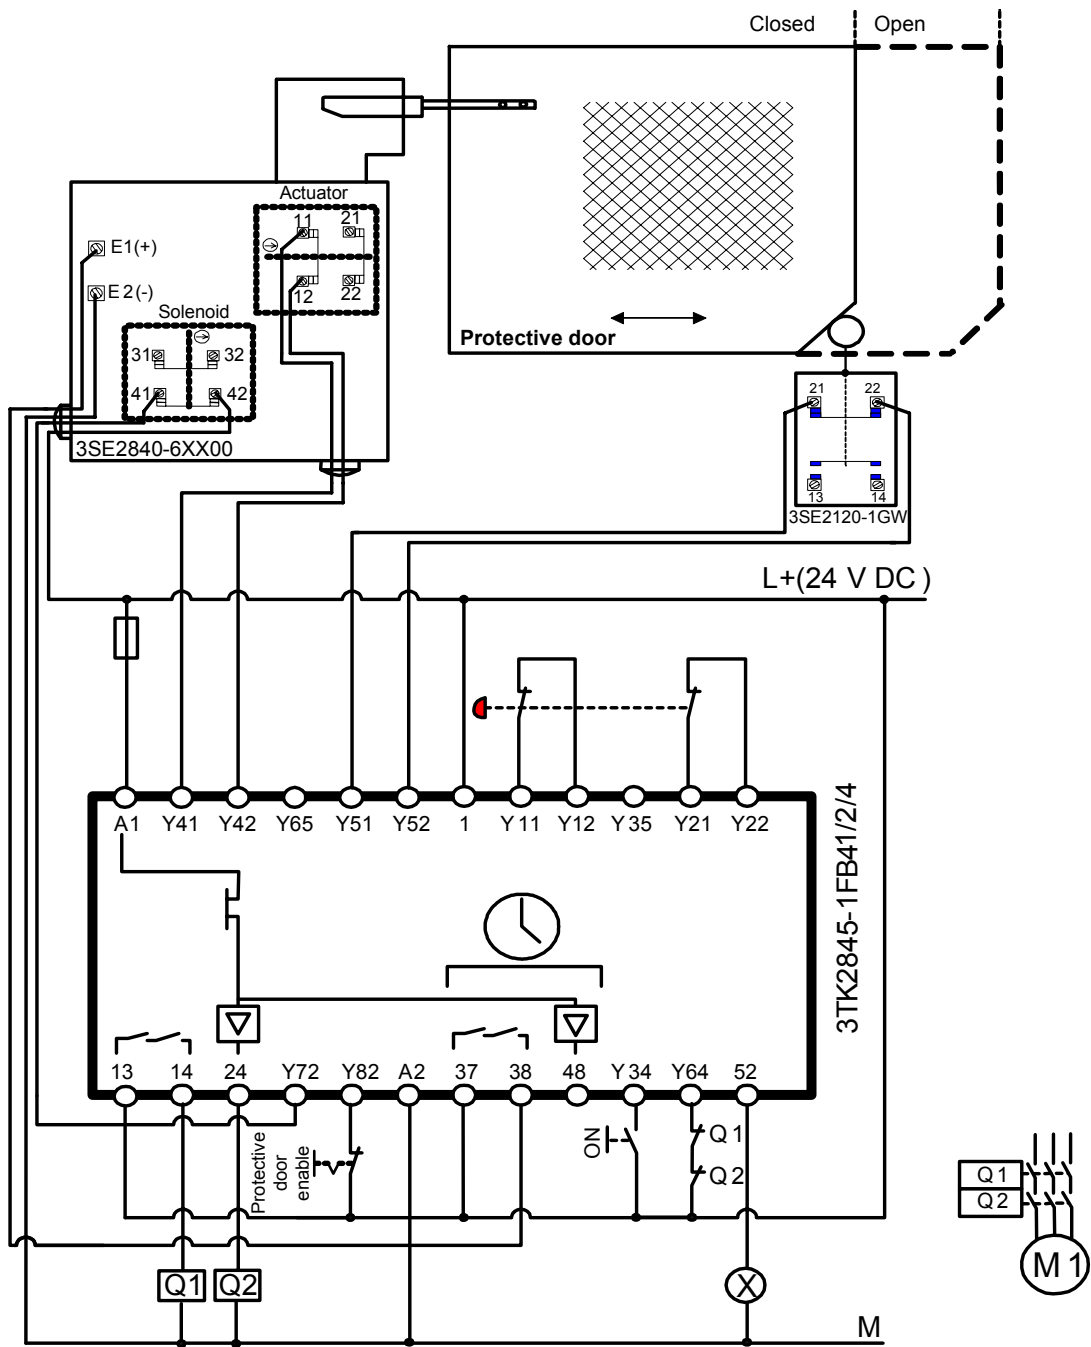 Closed Open
Actuator
11 21
E1(+)
12 22
E2(-)
Solenoid
31 32
41 42
3SE2840-6XX00
Protective door
21 22
13 14
3SE2120-1GW
L+(24 V DC )
A1 Y41 Y42 Y65 Y51 Y52 1 Y11 Y12 Y35 Y21 Y22
3TK2845-1FB41/2/4
13 14 24 Y72 Y82 A2 37 38 48 Y34 Y64 52
Protective
door
enable
ON
Q1
Q2
Q1
Q2
M1
Q1 Q2
X
M